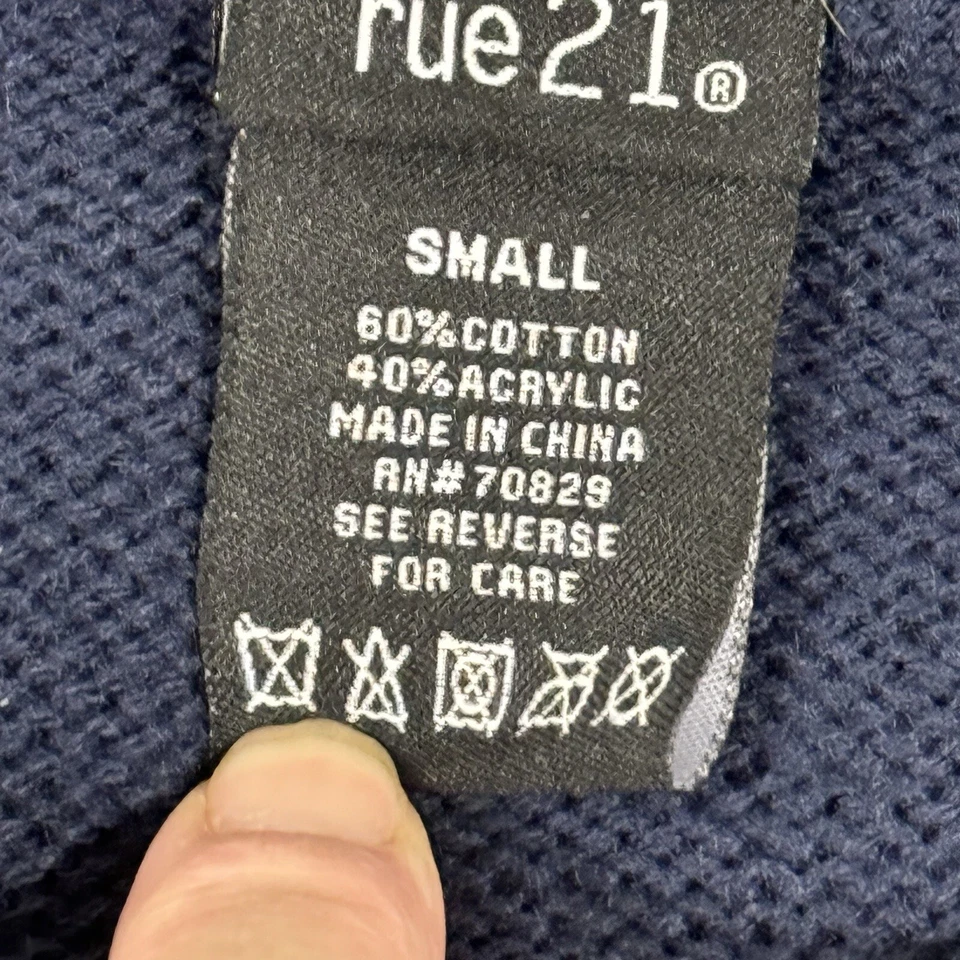 rue21®
SMALL
60%COTTON
40%ACRYLIC
MADE IN CHINA
RN#70829
SEE REVERSE
FOR CARE